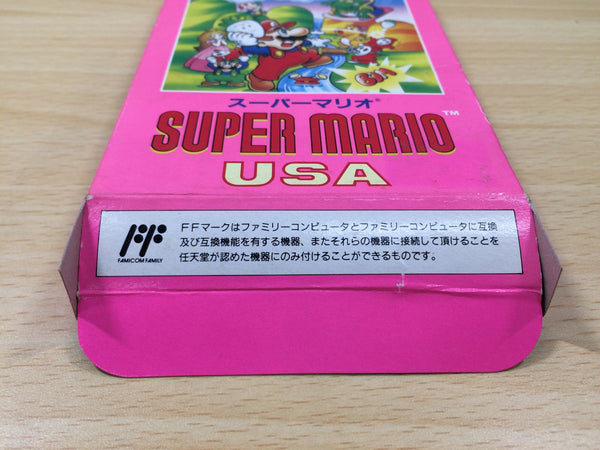 スーパーマリオ®
SUPER MARIO™
USA
FF
FAMICOM FAMILY
FFマークはファミリーコンピュータとファミリーコンピュータに互換
及び互換機能を有する機器、またそれらの機器に接続して頂けることを
任天堂が認めた機器にのみ付けることができるものです。